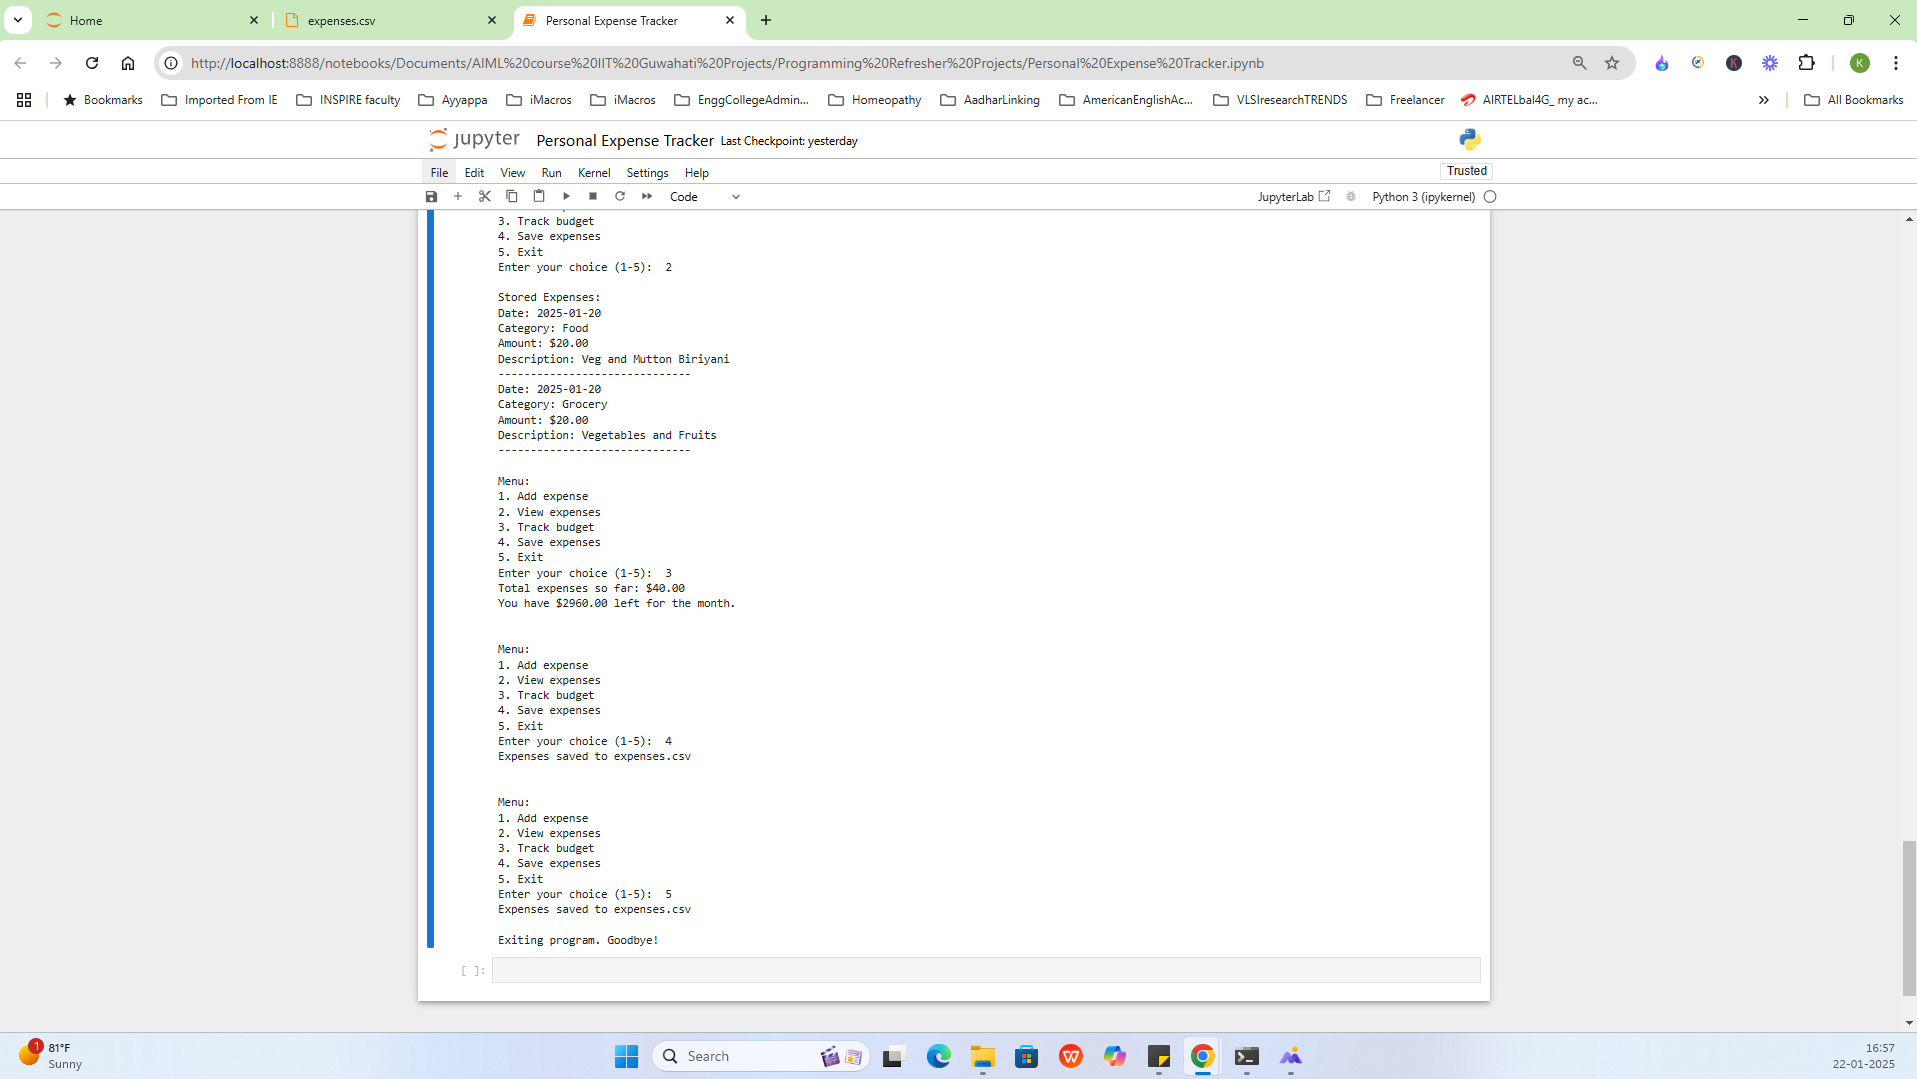 Home
expenses.csv
Personal Expense Tracker
http://localhost:8888/notebooks/Documents/AIML%20course%20IIT%20Guwahati%20Projects/Programming%20Refresher%20Projects/Personal%20Expense%20Tracker.ipynb
K
K
Bookmarks
Imported From IE
INSPIRE faculty
Ayyappa
iMacros
iMacros
EnggCollegeAdmin...
Homeopathy
AadharLinking
AmericanEnglishAc...
VLSIresearchTRENDS
Freelancer
AIRTELbal4G_ my ac...
All Bookmarks
jupyter
Personal Expense Tracker Last Checkpoint: yesterday
File Edit View Run Kernel Settings Help
Trusted
Code
JupyterLab
Python 3 (ipykernel)
3. Track budget
4. Save expenses
5. Exit
Enter your choice (1-5): 2
Stored Expenses:
Date: 2025-01-20
Category: Food
Amount: $20.00
Description: Veg and Mutton Biriyani
------------------------------
Date: 2025-01-20
Category: Grocery
Amount: $20.00
Description: Vegetables and Fruits
------------------------------
Menu:
1. Add expense
2. View expenses
3. Track budget
4. Save expenses
5. Exit
Enter your choice (1-5): 3
Total expenses so far: $40.00
You have $2960.00 left for the month.
Menu:
1. Add expense
2. View expenses
3. Track budget
4. Save expenses
5. Exit
Enter your choice (1-5): 4
Expenses saved to expenses.csv
Menu:
1. Add expense
2. View expenses
3. Track budget
4. Save expenses
5. Exit
Enter your choice (1-5): 5
Expenses saved to expenses.csv
Exiting program. Goodbye!
[ ]:
1
81°F
Sunny
Search
16:57
22-01-2025